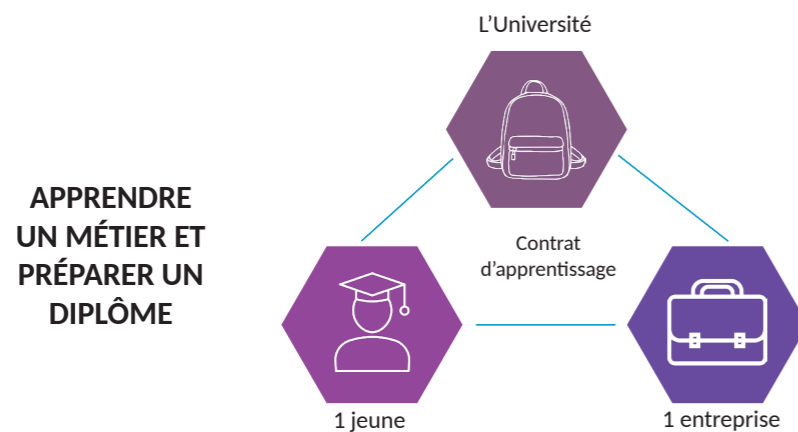 L'Université
APPRENDRE
UN MÉTIER ET
PRÉPARER UN
DIPLÔME
Contrat
d'apprentissage
1 jeune
1 entreprise